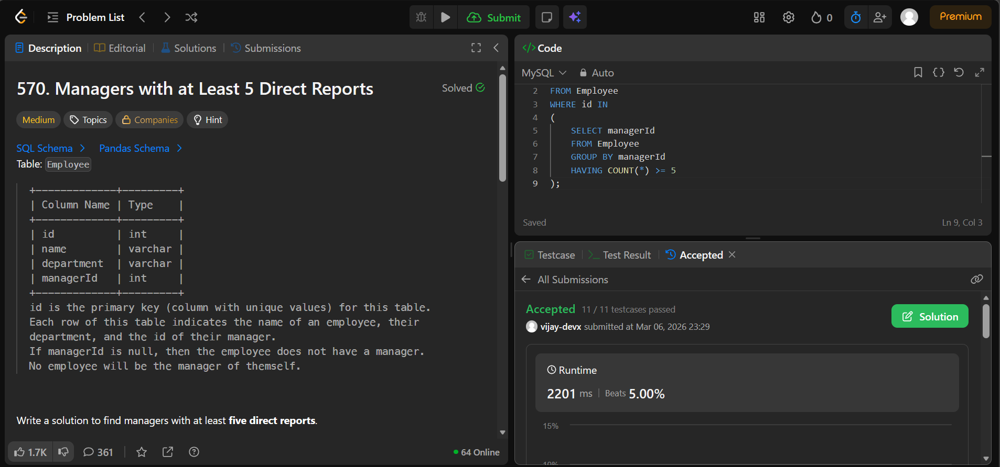 Problem List
Submit
0
Premium
Description
Editorial
Solutions
Submissions
570. Managers with at Least 5 Direct Reports
Solved
Medium
Topics
Companies
Hint
SQL Schema
Pandas Schema
Table: Employee
+-------------+---------+
| Column Name | Type    |
+-------------+---------+
| id          | int     |
| name        | varchar |
| department  | varchar |
| managerId   | int     |
+-------------+---------+
id is the primary key (column with unique values) for this table.
Each row of this table indicates the name of an employee, their
department, and the id of their manager.
If managerId is null, then the employee does not have a manager.
No employee will be the manager of themself.
Write a solution to find managers with at least five direct reports.
1.7K
361
64 Online
</> Code
MySQL
Auto
2 FROM Employee
3 WHERE id IN
4 (
5     SELECT managerId
6     FROM Employee
7     GROUP BY managerId
8     HAVING COUNT(*) >= 5
9 );
Saved
Ln 9, Col 3
Testcase
Test Result
Accepted
All Submissions
Accepted 11 / 11 testcases passed
vijay-devx submitted at Mar 06, 2026 23:29
Solution
Runtime
2201 ms | Beats 5.00%
15%
10%